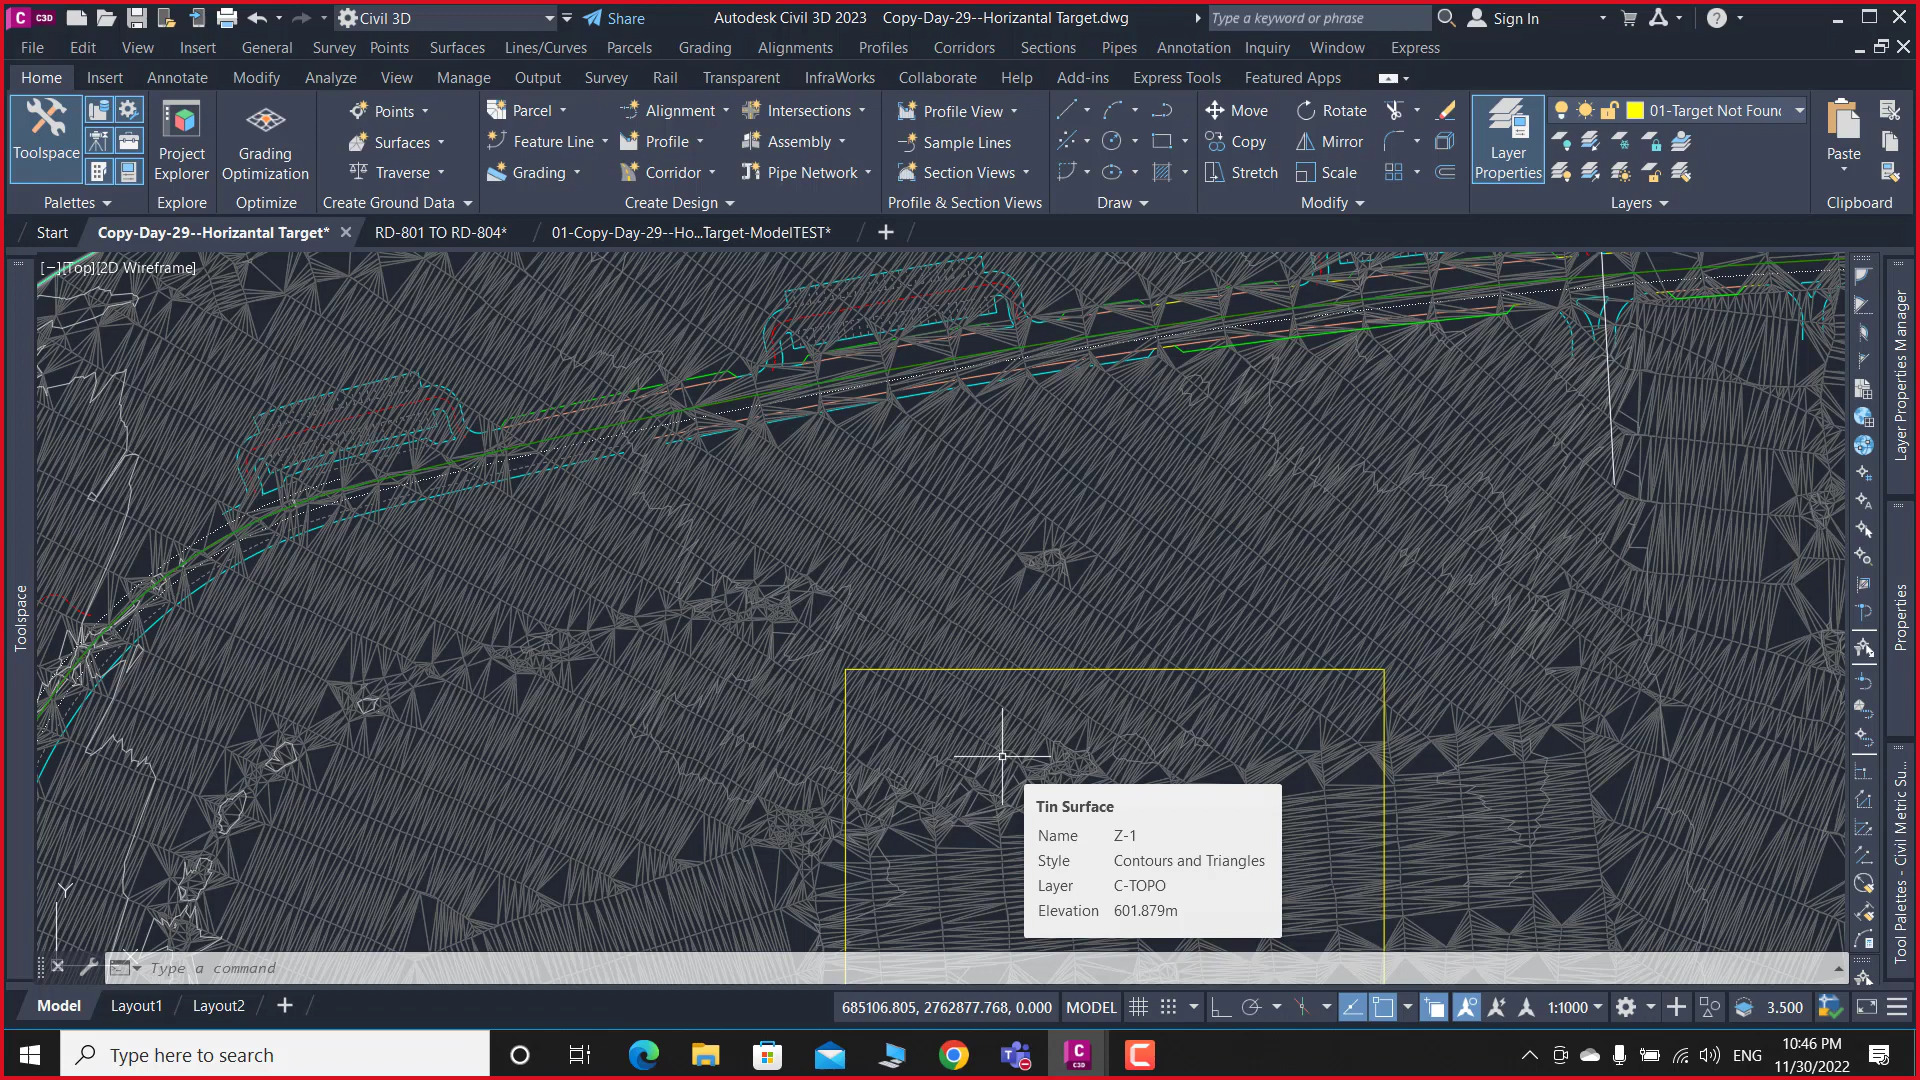 C C3D Civil 3D Share Autodesk Civil 3D 2023 Copy-Day-29--Horizantal Target.dwg Type a keyword or phrase Sign In
File Edit View Insert General Survey Points Surfaces Lines/Curves Parcels Grading Alignments Profiles Corridors Sections Pipes Annotation Inquiry Window Express
Home Insert Annotate Modify Analyze View Manage Output Survey Rail Transparent InfraWorks Collaborate Help Add-ins Express Tools Featured Apps
Points Parcel Alignment Intersections Profile View Move Rotate 01-Target Not Foun
Surfaces Feature Line Profile Assembly Sample Lines Copy Mirror
Traverse Grading Corridor Pipe Network Section Views Stretch Scale
Toolspace
Project Explorer
Grading Optimization
Layer Properties
Paste
Palettes Explore Optimize Create Ground Data Create Design Profile & Section Views Draw Modify Layers Clipboard
Start Copy-Day-29--Horizantal Target* RD-801 TO RD-804* 01-Copy-Day-29--Ho...Target-ModelTEST*
[−][Top][2D Wireframe]
Toolspace
Layer Properties Manager
Properties
Tool Palettes - Civil Metric Su...
Tin Surface
Name Z-1
Style Contours and Triangles
Layer C-TOPO
Elevation 601.879m
Y
X
Type a command
Model Layout1 Layout2
685106.805, 2762877.768, 0.000 MODEL 1:1000 3.500
Type here to search
C C3D
ENG
10:46 PM
11/30/2022